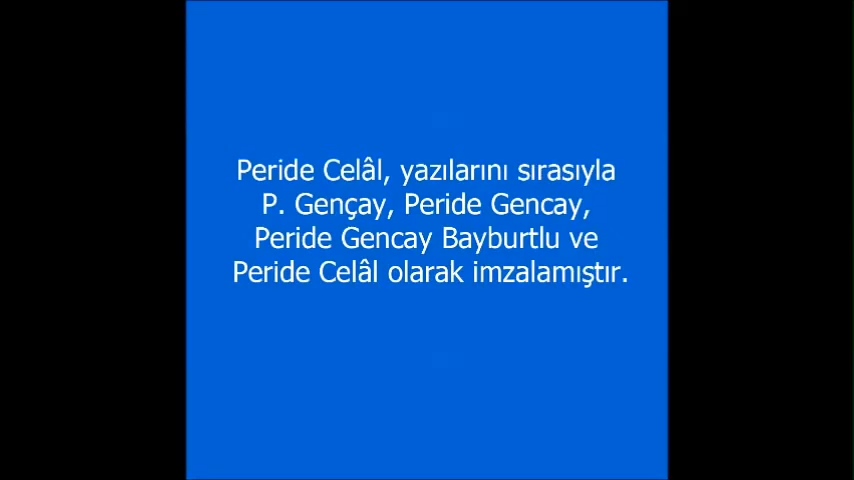 Peride Celâl, yazılarını sırasıyla
P. Gençay, Peride Gencay,
Peride Gencay Bayburtlu ve
Peride Celâl olarak imzalamıştır.